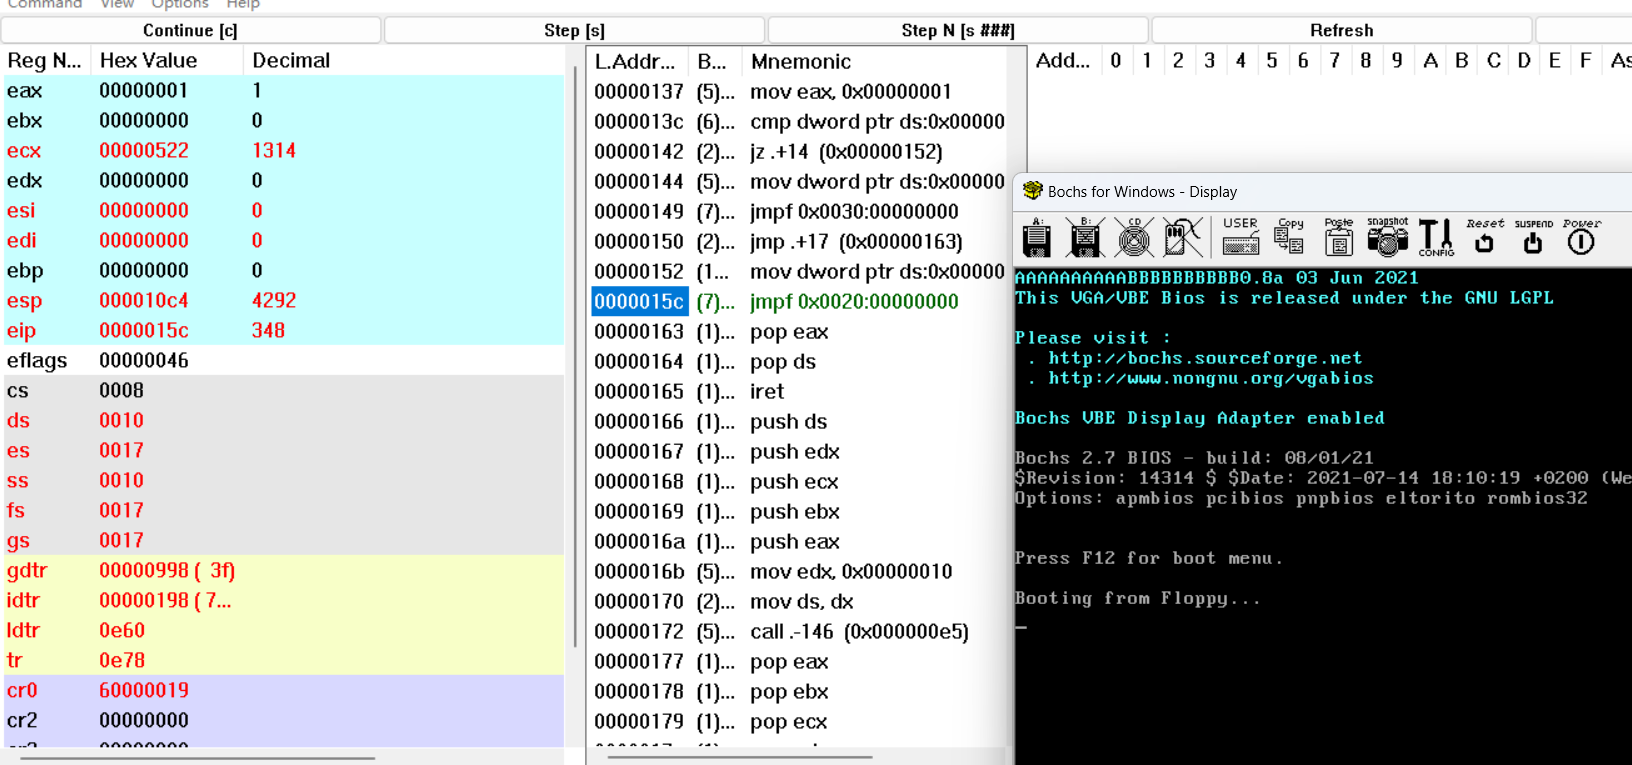 Command View Options Help
Continue [c] Step [s] Step N [s ###] Refresh
Reg N... Hex Value Decimal
eax 00000001 1
ebx 00000000 0
ecx 00000522 1314
edx 00000000 0
esi 00000000 0
edi 00000000 0
ebp 00000000 0
esp 000010c4 4292
eip 0000015c 348
eflags 00000046
cs 0008
ds 0010
es 0017
ss 0010
fs 0017
gs 0017
gdtr 00000998 ( 3f)
idtr 00000198 ( 7...
ldtr 0e60
tr 0e78
cr0 60000019
cr2 00000000
L.Addr... B... Mnemonic
00000137 (5)... mov eax, 0x00000001
0000013c (6)... cmp dword ptr ds:0x00000
00000142 (2)... jz .+14 (0x00000152)
00000144 (5)... mov dword ptr ds:0x00000
00000149 (7)... jmpf 0x0030:00000000
00000150 (2)... jmp .+17 (0x00000163)
00000152 (1... mov dword ptr ds:0x00000
0000015c (7)... jmpf 0x0020:00000000
00000163 (1)... pop eax
00000164 (1)... pop ds
00000165 (1)... iret
00000166 (1)... push ds
00000167 (1)... push edx
00000168 (1)... push ecx
00000169 (1)... push ebx
0000016a (1)... push eax
0000016b (5)... mov edx, 0x00000010
00000170 (2)... mov ds, dx
00000172 (5)... call .-146 (0x000000e5)
00000177 (1)... pop eax
00000178 (1)... pop ebx
00000179 (1)... pop ecx
Add... 0 1 2 3 4 5 6 7 8 9 A B C D E F As
Bochs for Windows - Display
A: B: CD USER Copy Paste snapshot CONFIG Reset SUSPEND Power
AAAAAAAAAABBBBBBBBBB0.8a 03 Jun 2021
This VGA/VBE Bios is released under the GNU LGPL
Please visit :
. http://bochs.sourceforge.net
. http://www.nongnu.org/vgabios
Bochs VBE Display Adapter enabled
Bochs 2.7 BIOS - build: 08/01/21
$Revision: 14314 $ $Date: 2021-07-14 18:10:19 +0200 (We
Options: apmbios pcibios pnpbios eltorito rombios32
Press F12 for boot menu.
Booting from Floppy...